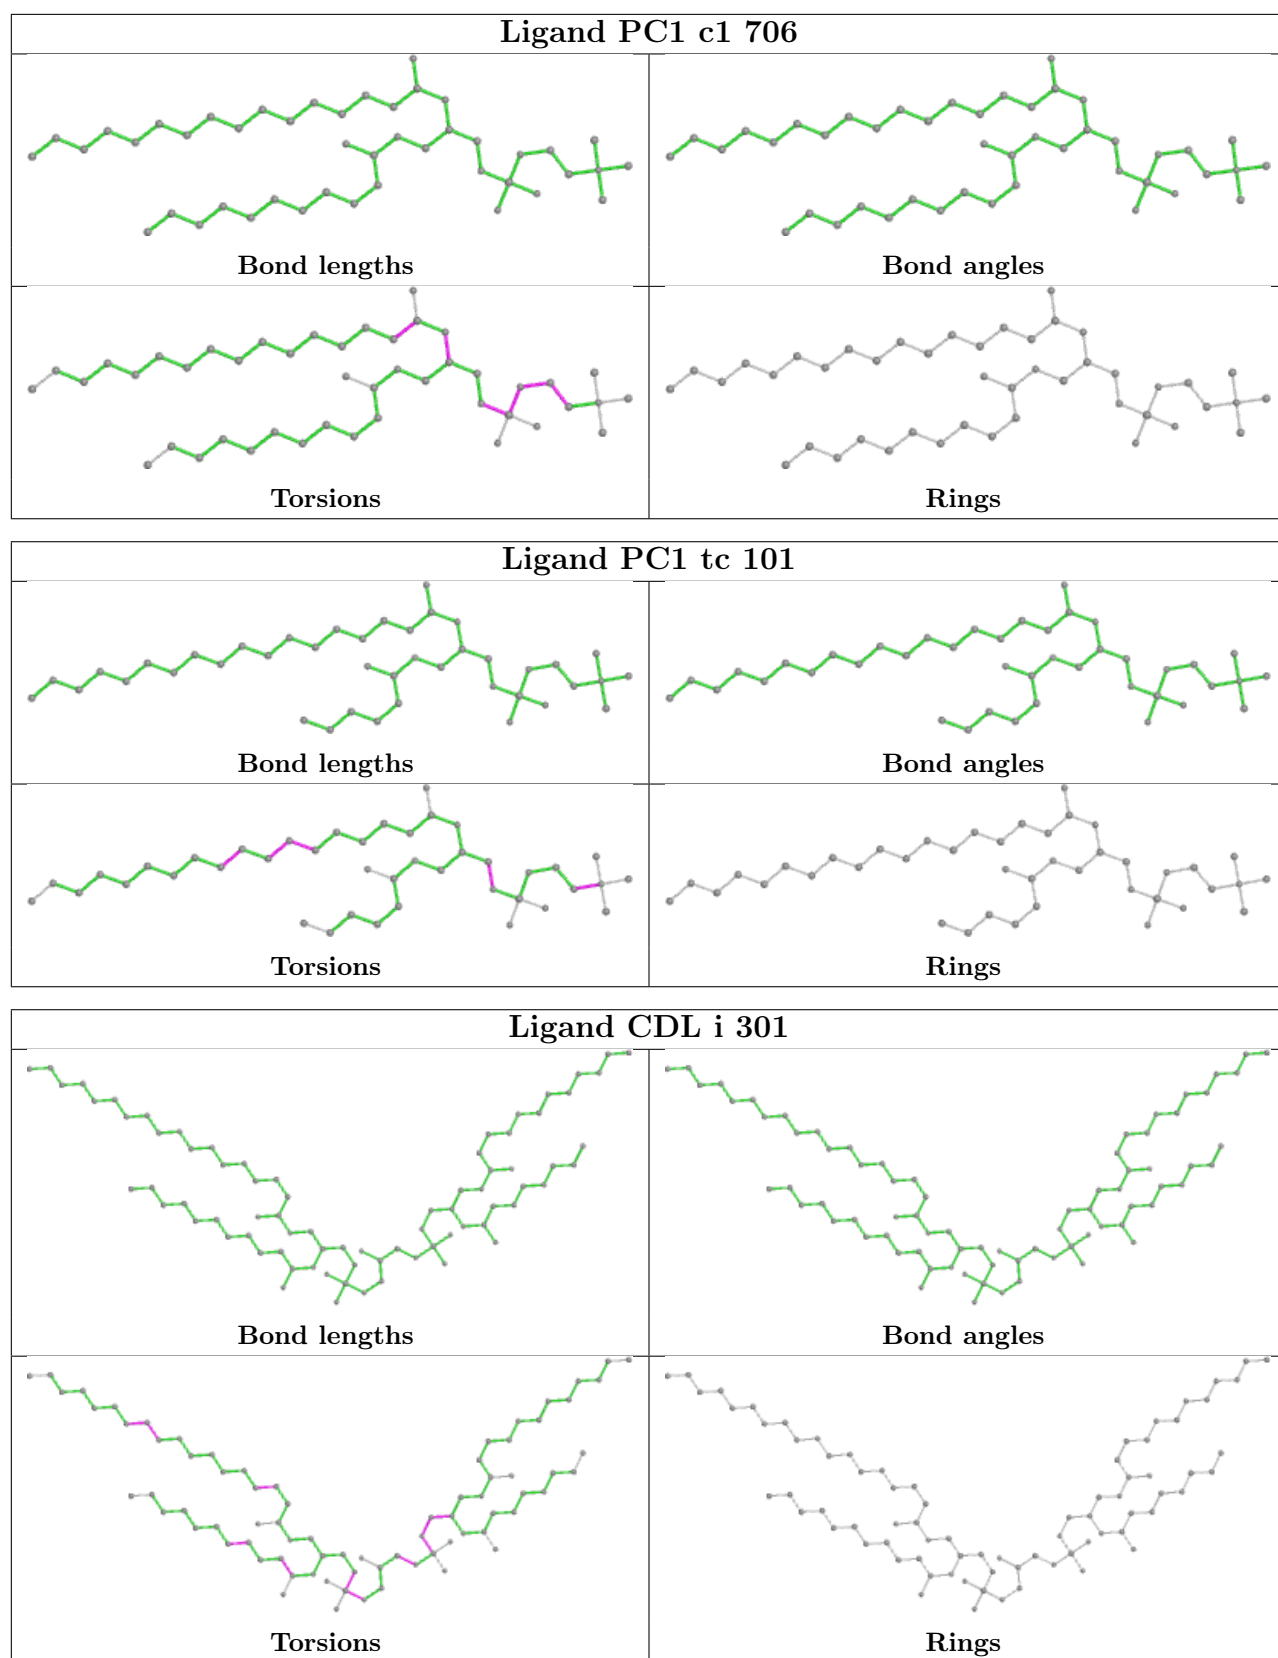 Ligand PC1 c1 706
Bond lengths
Bond angles
Torsions
Rings
Ligand PC1 tc 101
Bond lengths
Bond angles
Torsions
Rings
Ligand CDL i 301
Bond lengths
Bond angles
Torsions
Rings